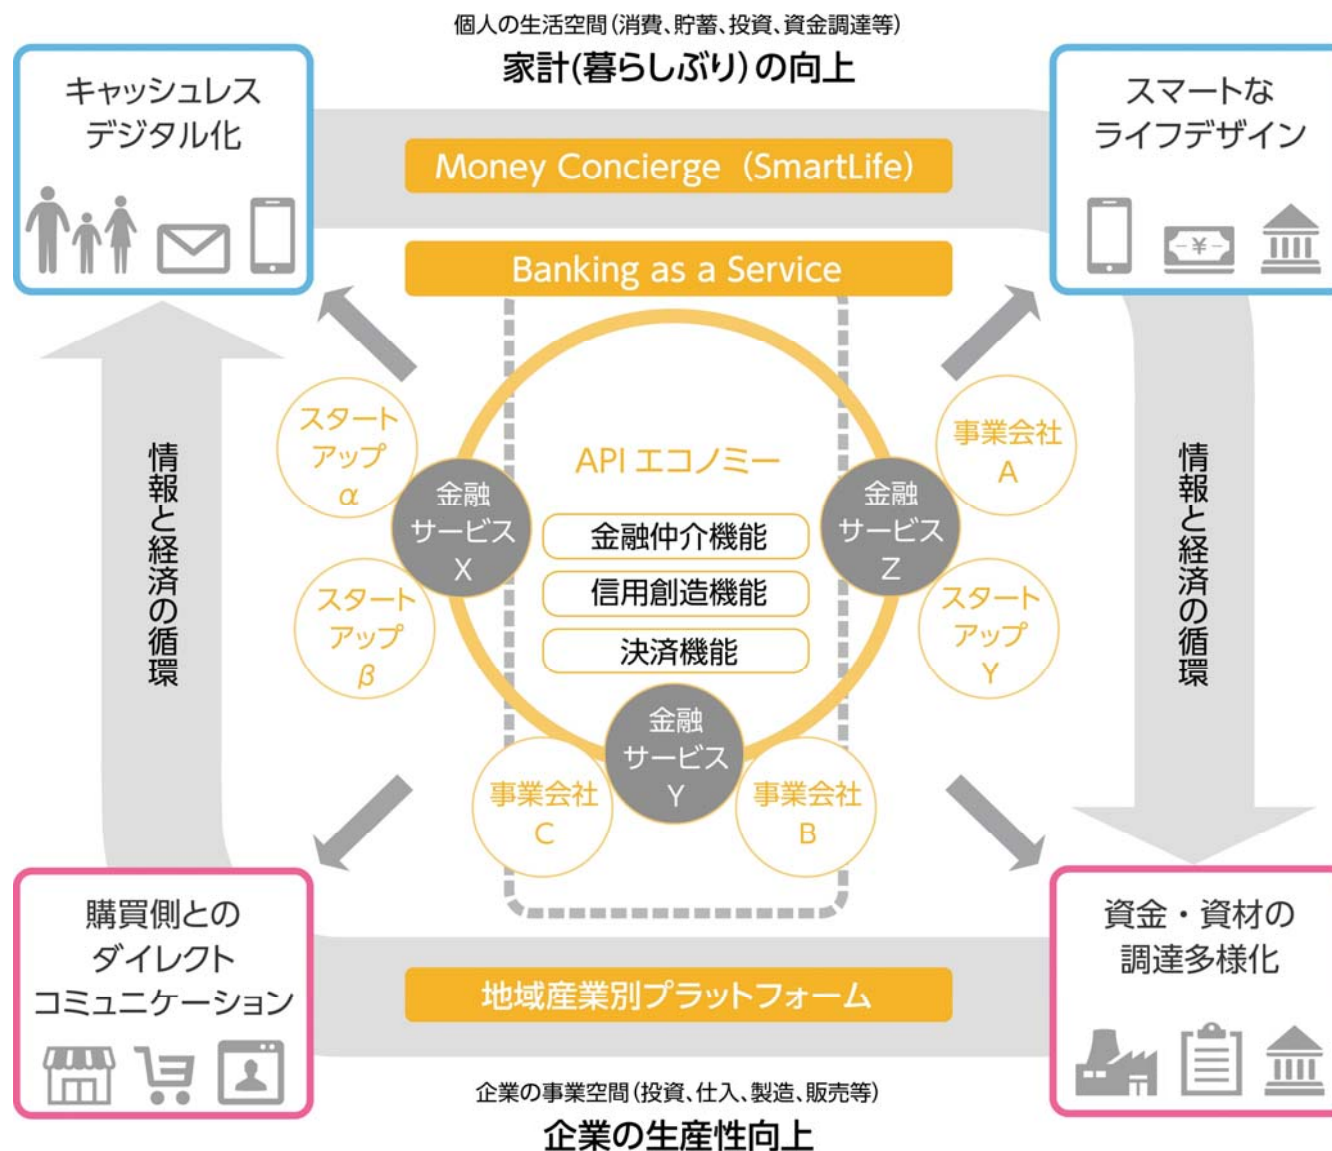 個人の生活空間(消費、貯蓄、投資、資金調達等)
家計(暮らしぶり)の向上
キャッシュレス
デジタル化
スマートな
ライフデザイン
Money Concierge (SmartLife)
Banking as a Service
情報と経済の循環
スタート
アップ
α
スタート
アップ
β
金融
サービス
X
API エコノミー
金融仲介機能
信用創造機能
決済機能
金融
サービス
Z
事業会社
A
スタート
アップ
Y
情報と経済の循環
金融
サービス
Y
事業会社
C
事業会社
B
購買側との
ダイレクト
コミュニケーション
資金・資材の
調達多様化
地域産業別プラットフォーム
企業の事業空間(投資、仕入、製造、販売等)
企業の生産性向上